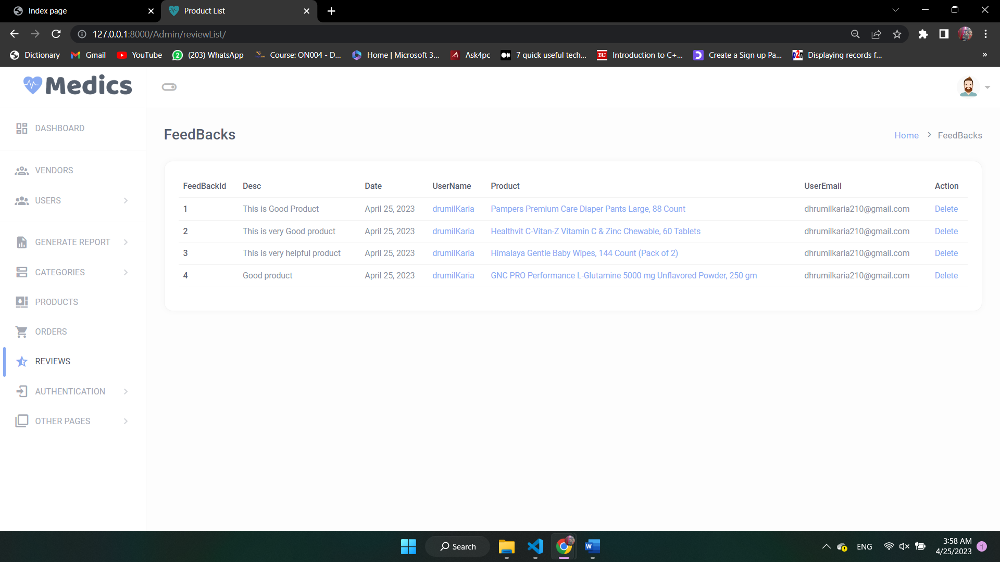 Index page
Product List
127.0.0.1:8000/Admin/reviewList/
Dictionary
Gmail
YouTube
2
(203) WhatsApp
Course: ON004 - D...
Home | Microsoft 3...
Ask4pc
7 quick useful tech...
BU
Introduction to C+...
Create a Sign up Pa...
p2n
Displaying records f...
»
Medics
DASHBOARD
VENDORS
USERS
GENERATE REPORT
CATEGORIES
PRODUCTS
ORDERS
REVIEWS
AUTHENTICATION
OTHER PAGES
FeedBacks
Home > FeedBacks
FeedBackId Desc Date UserName Product UserEmail Action
1 This is Good Product April 25, 2023 drumilKaria Pampers Premium Care Diaper Pants Large, 88 Count dhrumilkaria210@gmail.com Delete
2 This is very Good product April 25, 2023 drumilKaria Healthvit C-Vitan-Z Vitamin C & Zinc Chewable, 60 Tablets dhrumilkaria210@gmail.com Delete
3 This is very helpful product April 25, 2023 drumilKaria Himalaya Gentle Baby Wipes, 144 Count (Pack of 2) dhrumilkaria210@gmail.com Delete
4 Good product April 25, 2023 drumilKaria GNC PRO Performance L-Glutamine 5000 mg Unflavored Powder, 250 gm dhrumilkaria210@gmail.com Delete
Search
W
ENG
3:58 AM
4/25/2023
1